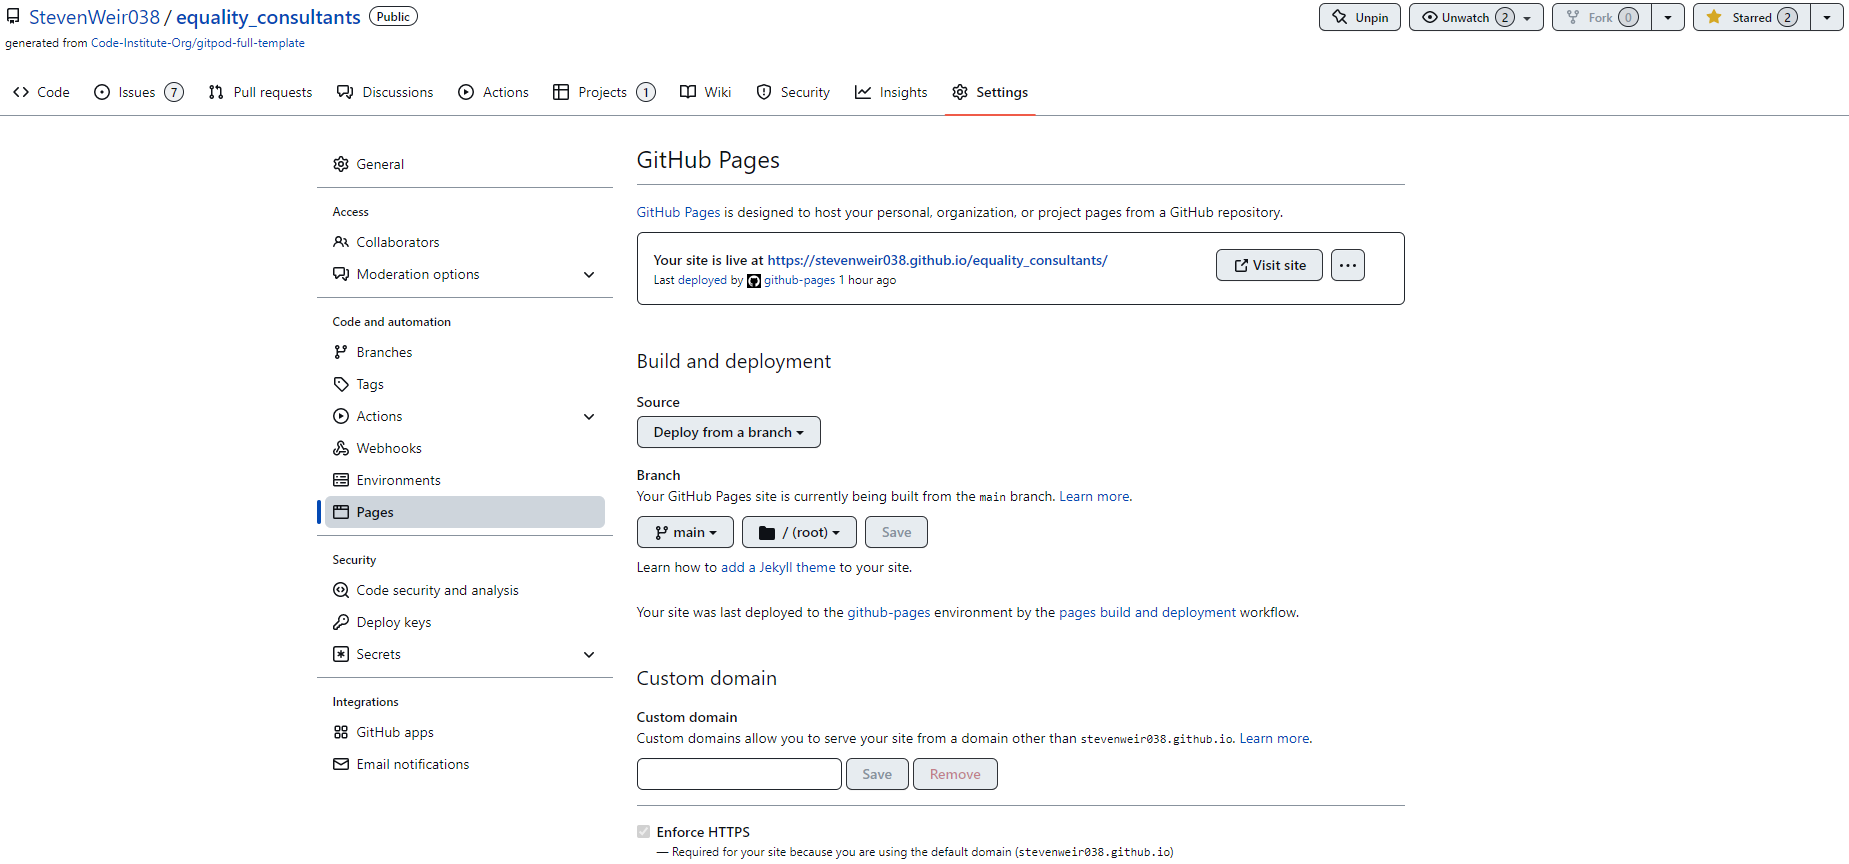 StevenWeir038 / equality_consultants Public
Unpin Unwatch 2 Fork 0 Starred 2
generated from Code-Institute-Org/gitpod-full-template
Code Issues 7 Pull requests Discussions Actions Projects 1 Wiki Security Insights Settings
General
Access
Collaborators
Moderation options
Code and automation
Branches
Tags
Actions
Webhooks
Environments
Pages
Security
Code security and analysis
Deploy keys
Secrets
Integrations
GitHub apps
Email notifications
GitHub Pages
GitHub Pages is designed to host your personal, organization, or project pages from a GitHub repository.
Your site is live at https://stevenweir038.github.io/equality_consultants/
Last deployed by github-pages 1 hour ago
Visit site
Build and deployment
Source
Deploy from a branch
Branch
Your GitHub Pages site is currently being built from the main branch. Learn more.
main / (root) Save
Learn how to add a Jekyll theme to your site.
Your site was last deployed to the github-pages environment by the pages build and deployment workflow.
Custom domain
Custom domain
Custom domains allow you to serve your site from a domain other than stevenweir038.github.io. Learn more.
Save Remove
Enforce HTTPS
— Required for your site because you are using the default domain (stevenweir038.github.io)